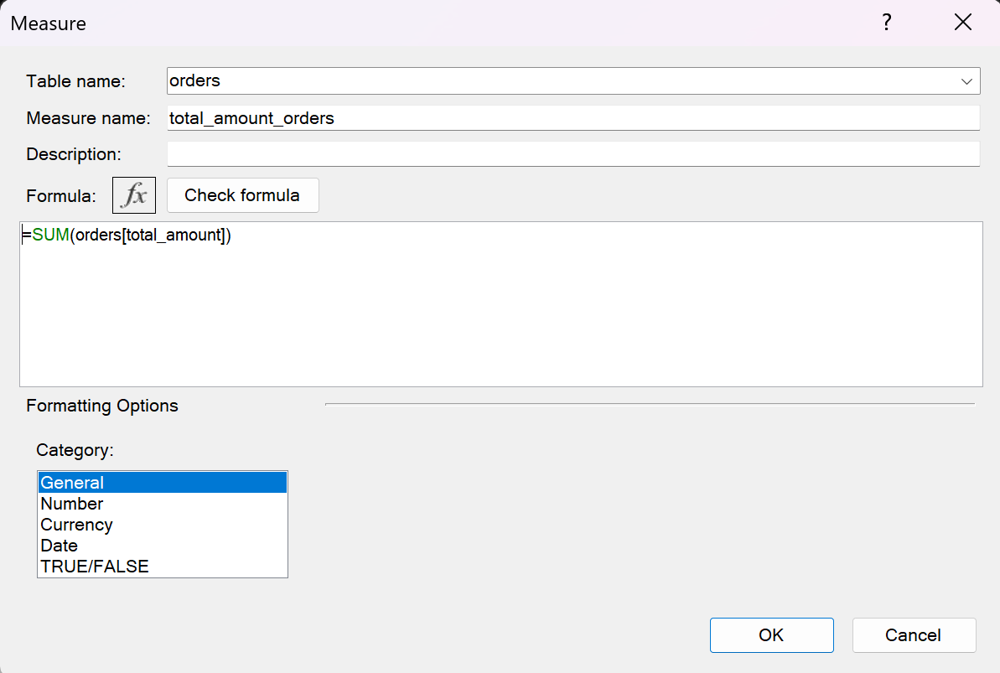 Measure ?
Table name: orders
Measure name: total_amount_orders
Description:
Formula: fx Check formula
=SUM(orders[total_amount])
Formatting Options
Category:
General
Number
Currency
Date
TRUE/FALSE
OK Cancel